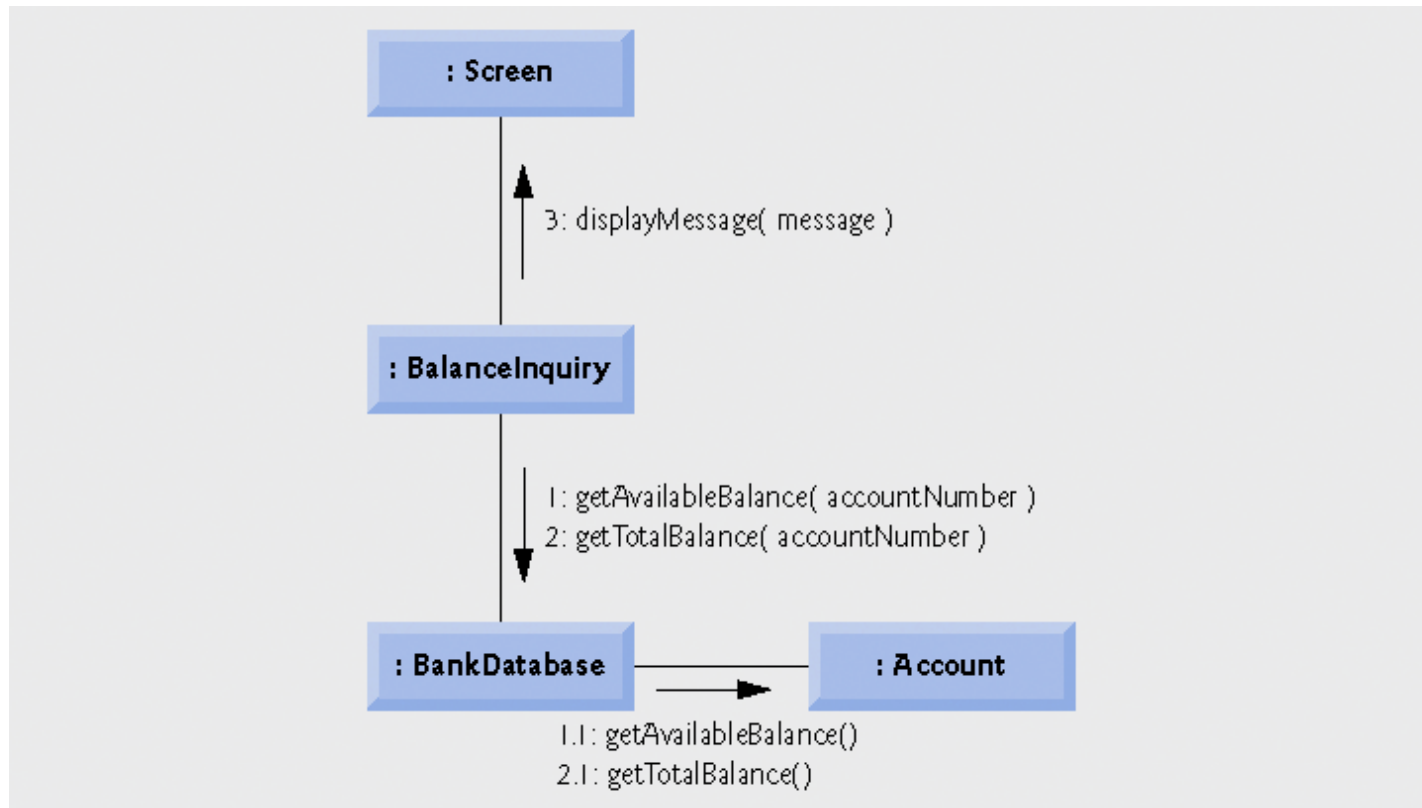 : Screen
3: displayMessage( message )
: BalanceInquiry
1: getAvailableBalance( accountNumber )
2: getTotalBalance( accountNumber )
: BankDatabase
: Account
1.1: getAvailableBalance()
2.1: getTotalBalance()